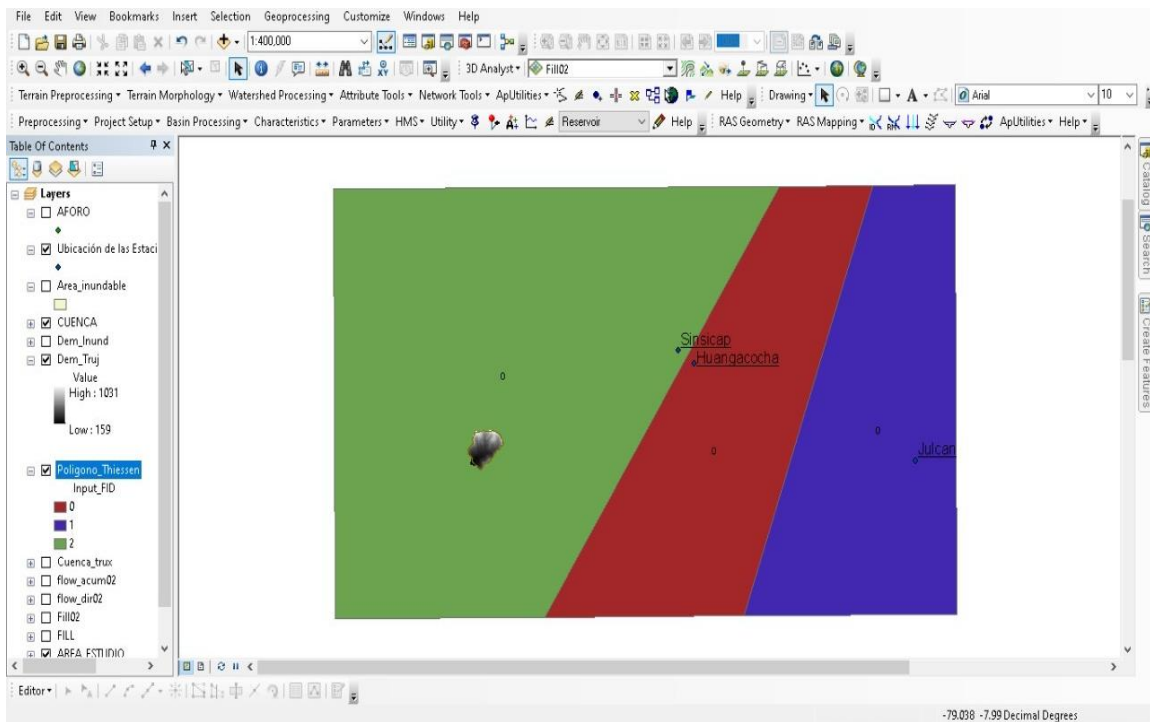 File Edit View Bookmarks Insert Selection Geoprocessing Customize Windows Help
1:400,000
3D Analyst Fill02
Terrain Preprocessing Terrain Morphology Watershed Processing Attribute Tools Network Tools ApUtilities Help Drawing A Arial 10
Preprocessing Project Setup Basin Processing Characteristics Parameters HMS Utility Reservoir Help RAS Geometry RAS Mapping ApUtilities Help
Table Of Contents
Layers
AFORO
Ubicación de las Estaci
Area_inundable
CUENCA
Dem_Inund
Dem_Truj
Value
High : 1031
Low : 159
Poligono_Thiessen
Input_FID
0
1
2
Cuenca_trux
flow_acum02
flow_dir02
Fill02
FILL
AREA_ESTUDIO
Sinsicap
Huangacocha
0
0
0
Julcan
Catalog
Search
Create Features
Editor
-79.038 -7.99 Decimal Degrees